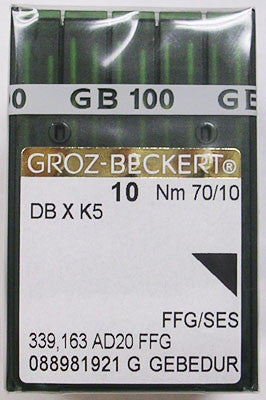 00 GB 100 GE
GROZ-BECKERT®
10 Nm 70/10
DB X K5
FFG/SES
339,163 AD20 FFG
088981921 G GEBEDUR